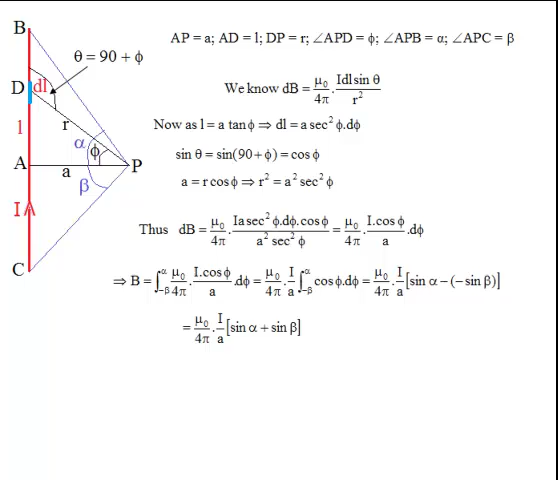 B
AP = a; AD = l; DP = r; ∠APD = ϕ; ∠APB = α; ∠APC = β
θ = 90 + ϕ
D dl
We know dB = μ₀/4π . Idl sin θ / r²
l r
Now as l = a tan ϕ ⇒ dl = a sec² ϕ.dϕ
α
A a ϕ P
sin θ = sin(90 + ϕ) = cos ϕ
β
a = r cos ϕ ⇒ r² = a² sec² ϕ
I
Thus dB = μ₀/4π . Ia sec² ϕ.dϕ.cos ϕ / a² sec² ϕ = μ₀/4π . I.cos ϕ / a .dϕ
C
⇒ B = ∫_{-β}^{α} μ₀/4π . I.cos ϕ / a .dϕ = μ₀/4π . I/a ∫_{-β}^{α} cos ϕ.dϕ = μ₀/4π . I/a [sin α − (− sin β)]
= μ₀/4π . I/a [sin α + sin β]